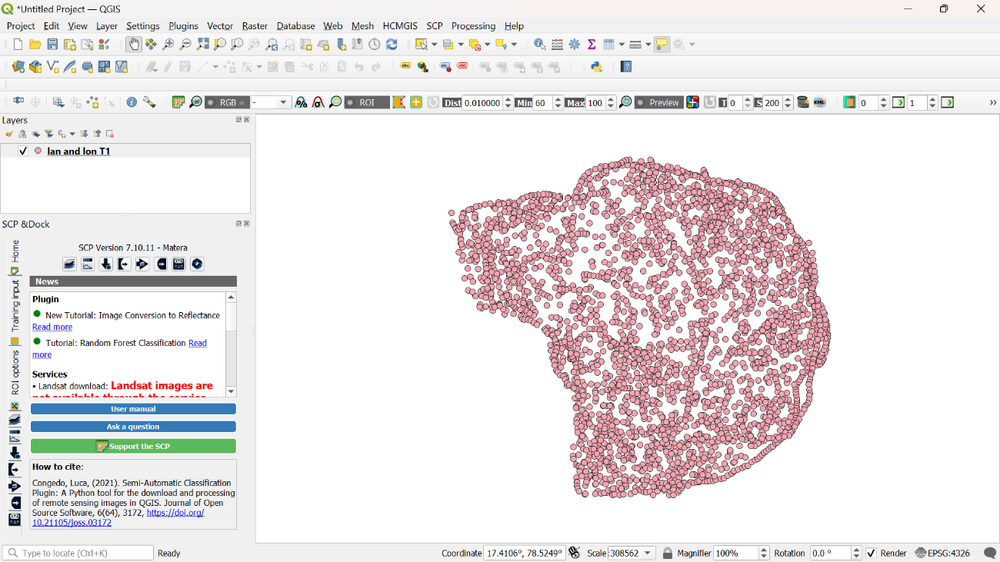 *Untitled Project — QGIS
Project Edit View Layer Settings Plugins Vector Raster Database Web Mesh HCMGIS SCP Processing Help
RGB = - ROI Dist 0.010000 Min 60 Max 100 Preview T 0 S 200 KML 0 1 »
Layers
lan and lon T1
SCP &Dock
Home
Training input
ROI options
SCP Version 7.10.11 - Matera
News
Plugin
New Tutorial: Image Conversion to Reflectance
Read more
Tutorial: Random Forest Classification Read
more
Services
• Landsat download: Landsat images are
not available through the service
User manual
Ask a question
Support the SCP
How to cite:
Congedo, Luca, (2021). Semi-Automatic Classification
Plugin: A Python tool for the download and processing
of remote sensing images in QGIS. Journal of Open
Source Software, 6(64), 3172, https://doi.org/
10.21105/joss.03172
Type to locate (Ctrl+K) Ready Coordinate 17.4106°, 78.5249° Scale 308562 Magnifier 100% Rotation 0.0 ° Render EPSG:4326